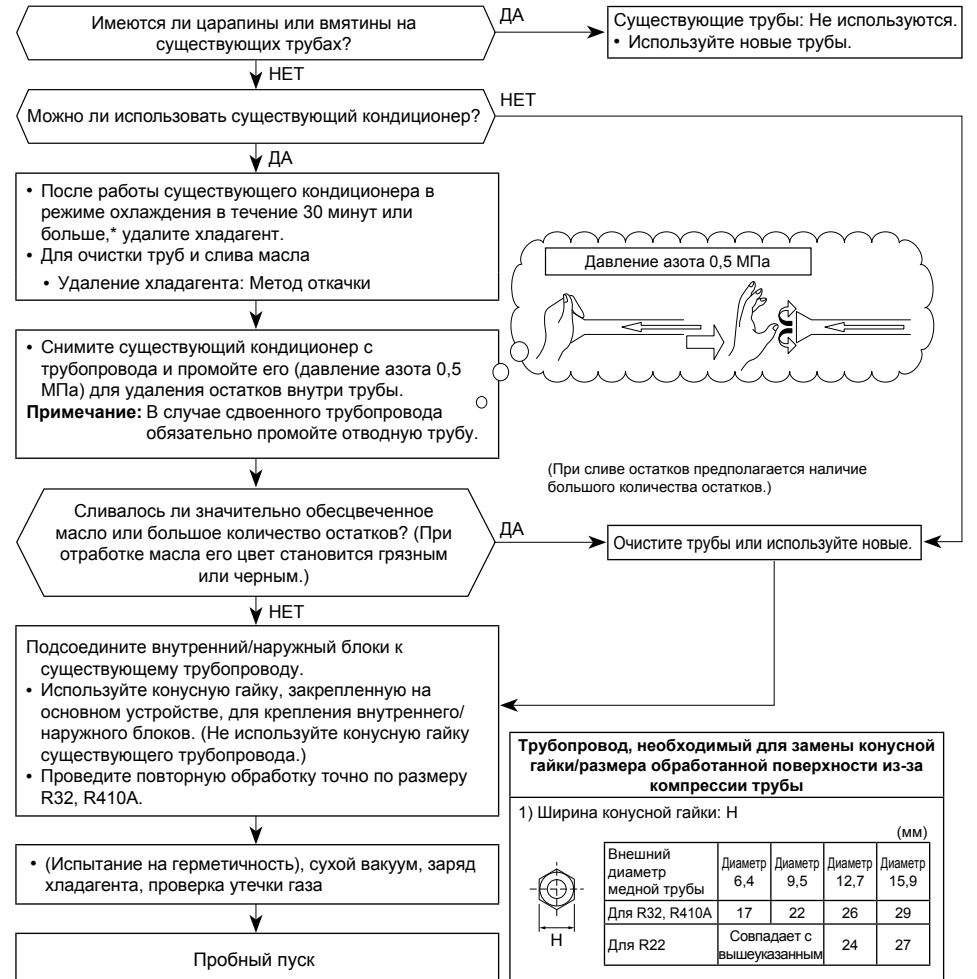 Имеются ли царапины или вмятины на
существующих трубах?
ДА
Существующие трубы: Не используются.
• Используйте новые трубы.
НЕТ
Можно ли использовать существующий кондиционер?
НЕТ
ДА
• После работы существующего кондиционера в
режиме охлаждения в течение 30 минут или
больше,* удалите хладагент.
• Для очистки труб и слива масла
• Удаление хладагента: Метод откачки
Давление азота 0,5 МПа
• Снимите существующий кондиционер с
трубопровода и промойте его (давление азота 0,5
МПа) для удаления остатков внутри трубы.
Примечание: В случае сдвоенного трубопровода
обязательно промойте отводную трубу.
(При сливе остатков предполагается наличие
большого количества остатков.)
Сливалось ли значительно обесцвеченное
масло или большое количество остатков? (При
отработке масла его цвет становится грязным
или черным.)
ДА
Очистите трубы или используйте новые.
НЕТ
Подсоедините внутренний/наружный блоки к
существующему трубопроводу.
• Используйте конусную гайку, закрепленную на
основном устройстве, для крепления внутреннего/
наружного блоков. (Не используйте конусную гайку
существующего трубопровода.)
• Проведите повторную обработку точно по размеру
R32, R410A.
• (Испытание на герметичность), сухой вакуум, заряд
хладагента, проверка утечки газа
Пробный пуск
Трубопровод, необходимый для замены конусной
гайки/размера обработанной поверхности из-за
компрессии трубы
1) Ширина конусной гайки: H
(мм)
H
Внешний
диаметр
медной трубы
Диаметр
6,4
Диаметр
9,5
Диаметр
12,7
Диаметр
15,9
Для R32, R410A 17 22 26 29
Для R22
Совпадает с
вышеуказанным
24 27